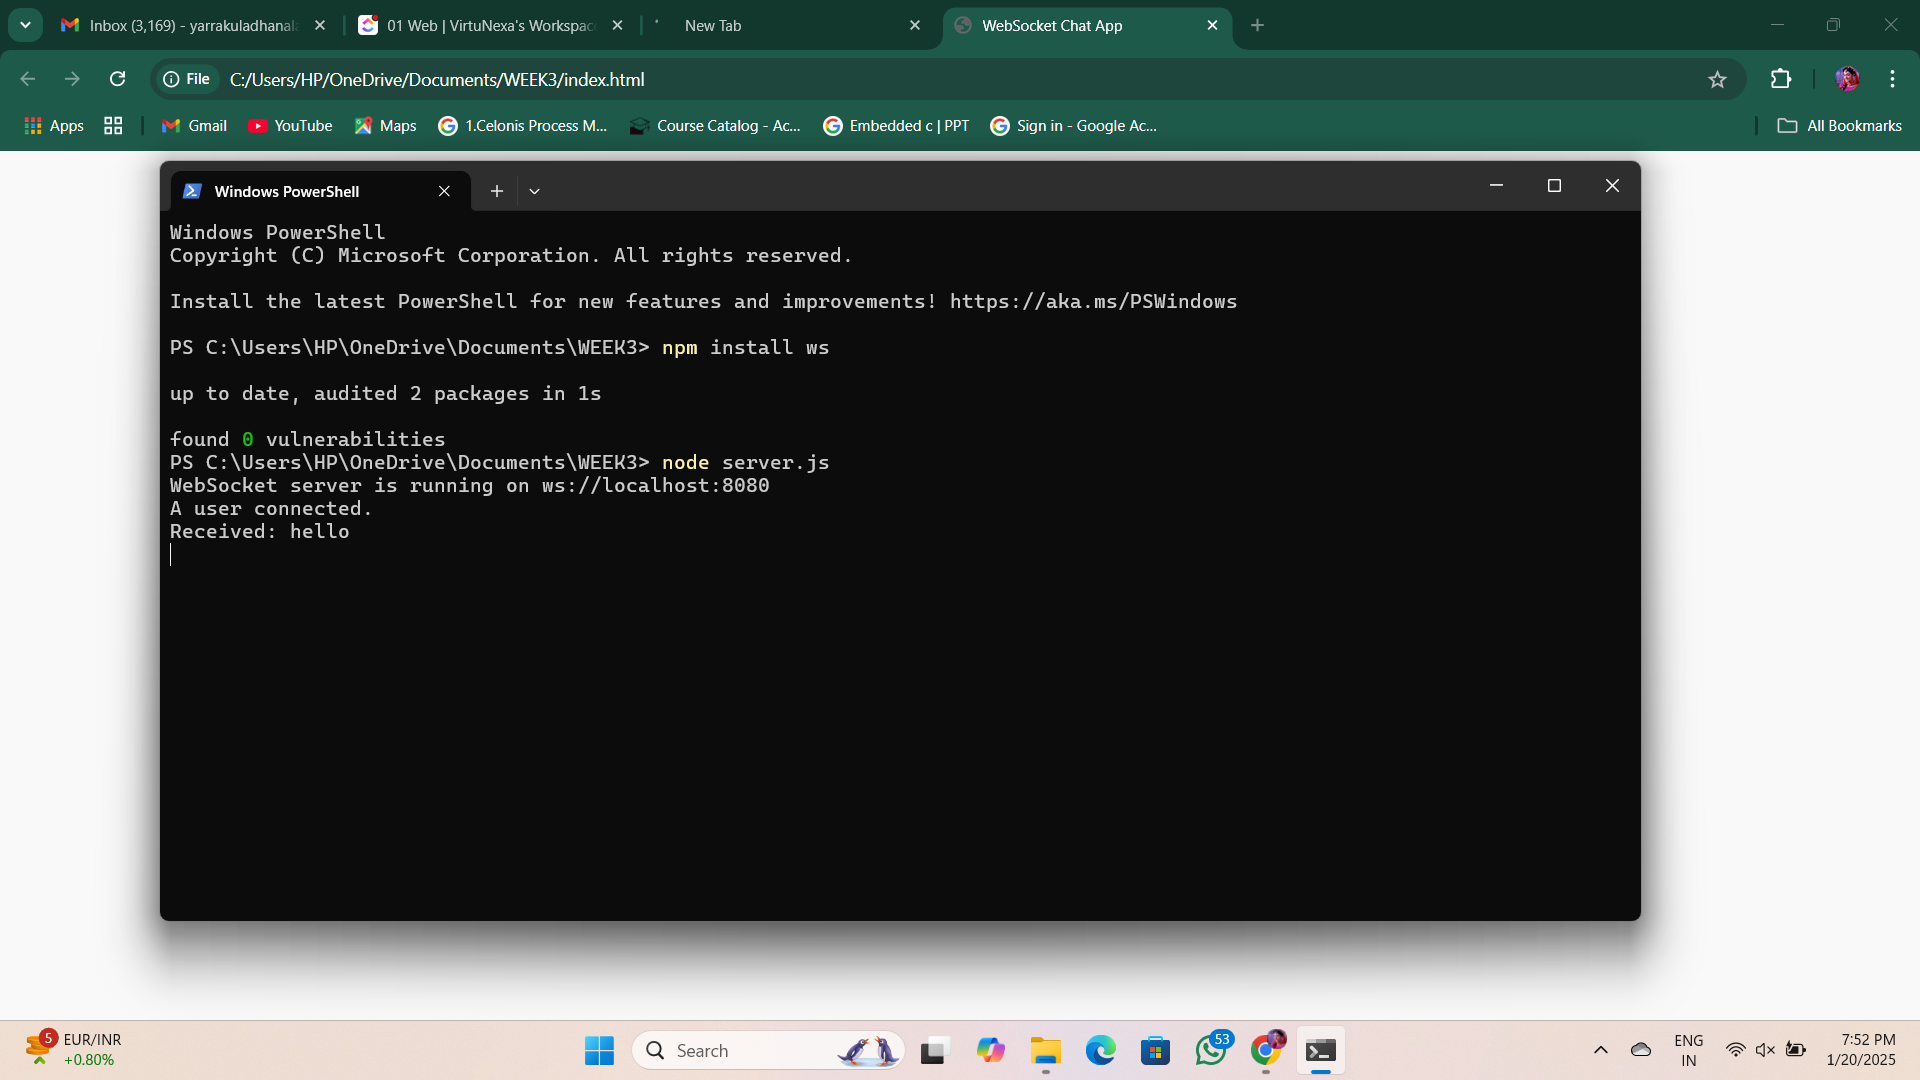 Inbox (3,169) - yarrakuladhanal
01 Web | VirtuNexa's Workspac
New Tab
WebSocket Chat App
File
C:/Users/HP/OneDrive/Documents/WEEK3/index.html
Apps
Gmail
YouTube
Maps
1.Celonis Process M...
Course Catalog - Ac...
Embedded c | PPT
Sign in - Google Ac...
All Bookmarks
Windows PowerShell
Windows PowerShell
Copyright (C) Microsoft Corporation. All rights reserved.
Install the latest PowerShell for new features and improvements! https://aka.ms/PSWindows
PS C:\Users\HP\OneDrive\Documents\WEEK3> npm install ws
up to date, audited 2 packages in 1s
found 0 vulnerabilities
PS C:\Users\HP\OneDrive\Documents\WEEK3> node server.js
WebSocket server is running on ws://localhost:8080
A user connected.
Received: hello
5
EUR/INR
+0.80%
Search
53
ENG
IN
7:52 PM
1/20/2025